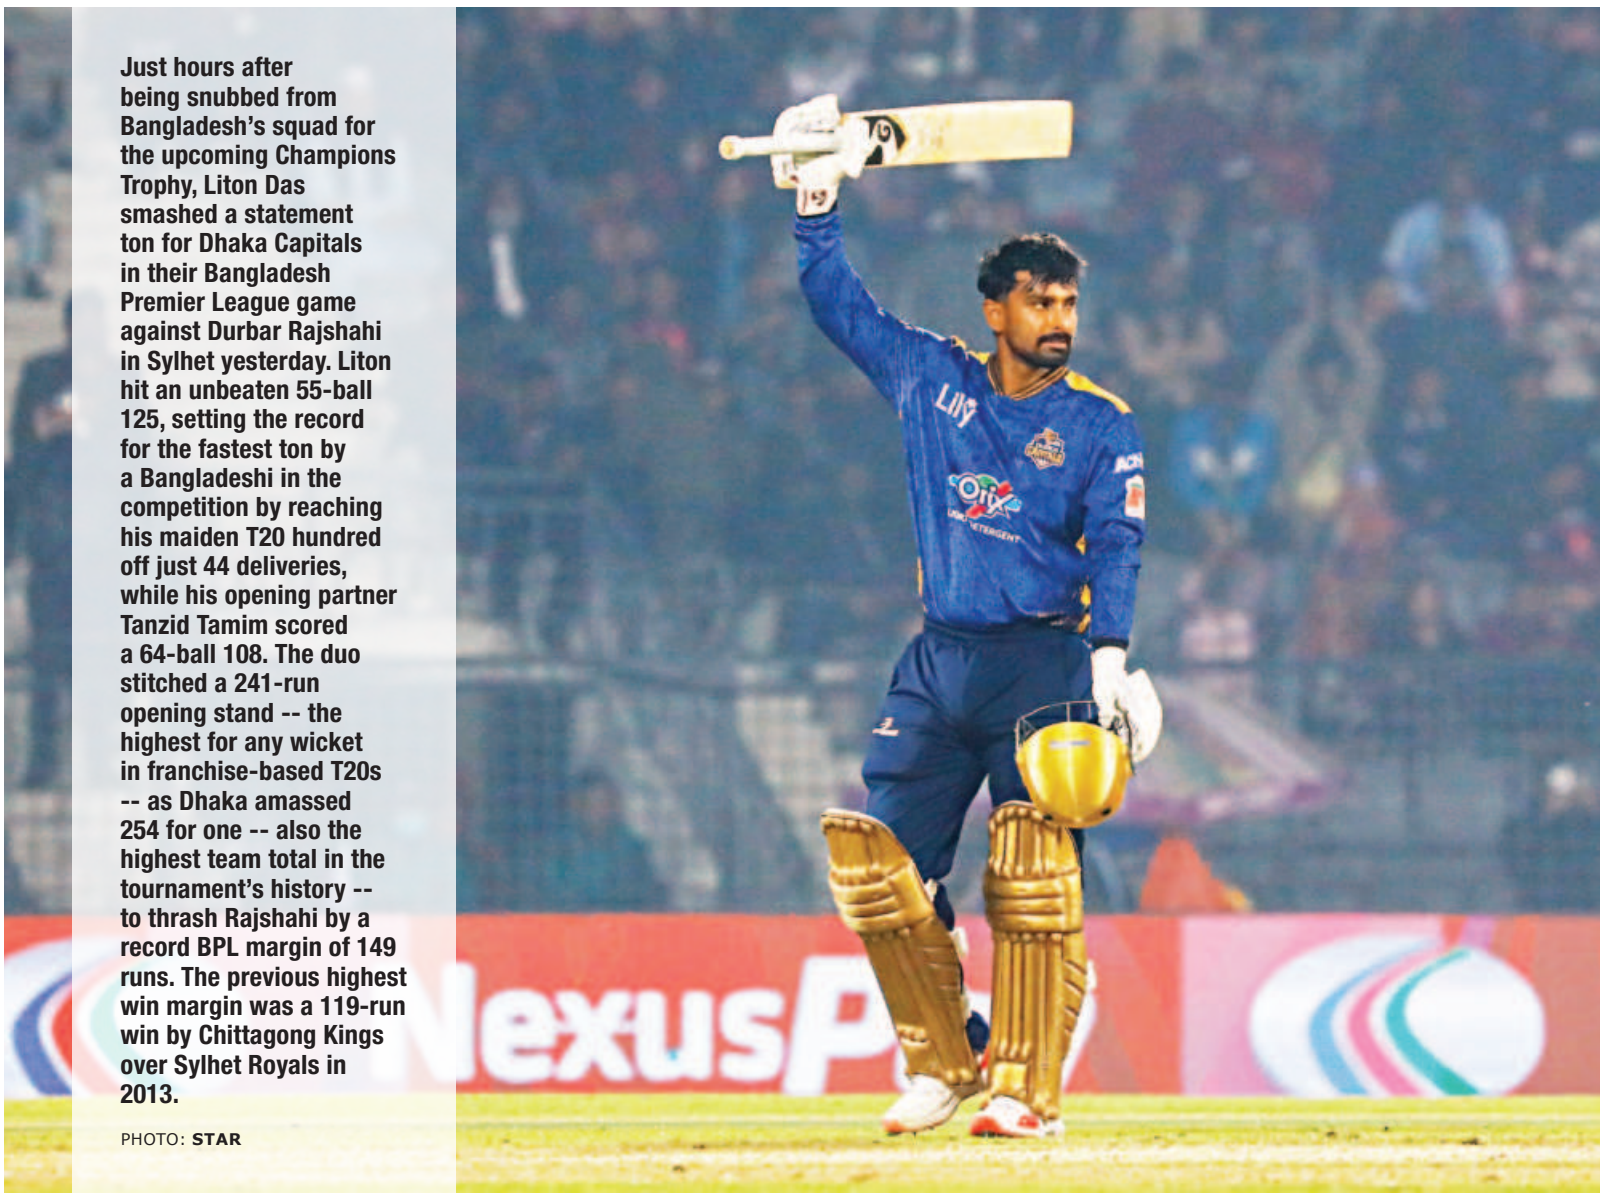 Just hours after
being snubbed from
Bangladesh's squad for
the upcoming Champions
Trophy, Liton Das
smashed a statement
ton for Dhaka Capitals
in their Bangladesh
Premier League game
against Durbar Rajshahi
in Sylhet yesterday. Liton
hit an unbeaten 55-ball
125, setting the record
for the fastest ton by
a Bangladeshi in the
competition by reaching
his maiden T20 hundred
off just 44 deliveries,
while his opening partner
Tanzid Tamim scored
a 64-ball 108. The duo
stitched a 241-run
opening stand -- the
highest for any wicket
in franchise-based T20s
-- as Dhaka amassed
254 for one -- also the
highest team total in the
tournament's history --
to thrash Rajshahi by a
record BPL margin of 149
runs. The previous highest
win margin was a 119-run
win by Chittagong Kings
over Sylhet Royals in
2013.
PHOTO: STAR
Lily
CAPITALS
Orix
DETERGENT
SG